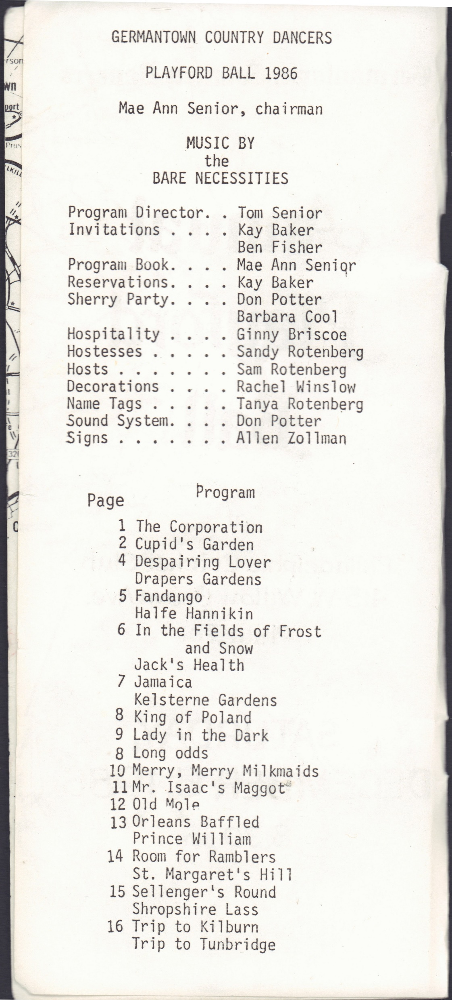 GERMANTOWN COUNTRY DANCERS
PLAYFORD BALL 1986
Mae Ann Senior, chairman
MUSIC BY
the
BARE NECESSITIES
Program Director. . Tom Senior
Invitations . . . . Kay Baker
Ben Fisher
Program Book. . . . Mae Ann Senior
Reservations. . . . Kay Baker
Sherry Party. . . . Don Potter
Barbara Cool
Hospitality . . . . Ginny Briscoe
Hostesses . . . . . Sandy Rotenberg
Hosts . . . . . . . Sam Rotenberg
Decorations . . . . Rachel Winslow
Name Tags . . . . . Tanya Rotenberg
Sound System. . . . Don Potter
Signs . . . . . . . Allen Zollman
Program
Page
1 The Corporation
2 Cupid's Garden
4 Despairing Lover
Drapers Gardens
5 Fandango
Halfe Hannikin
6 In the Fields of Frost
and Snow
Jack's Health
7 Jamaica
Kelsterne Gardens
8 King of Poland
9 Lady in the Dark
8 Long odds
10 Merry, Merry Milkmaids
11 Mr. Isaac's Maggot
12 Old Mole
13 Orleans Baffled
Prince William
14 Room for Ramblers
St. Margaret's Hill
15 Sellenger's Round
Shropshire Lass
16 Trip to Kilburn
Trip to Tunbridge